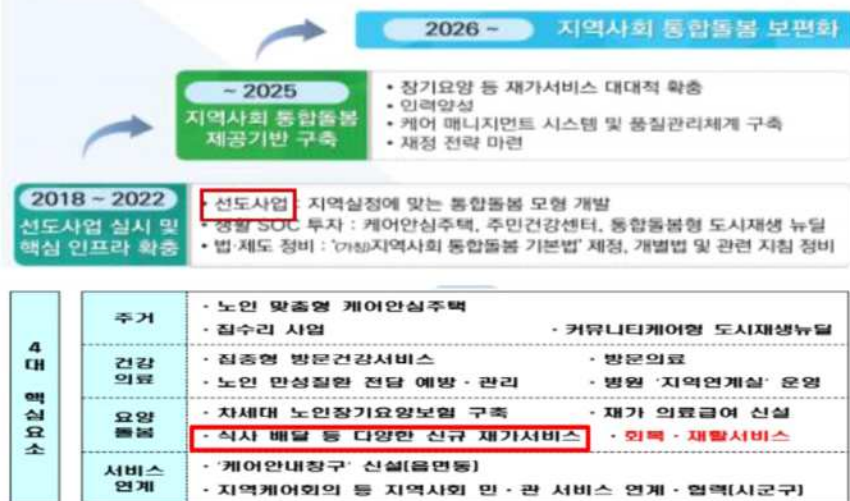 2026 ~ 지역사회 통합돌봄 보편화
~ 2025
지역사회 통합돌봄
제공기반 구축
• 장기요양 등 재가서비스 대대적 확충
• 인력양성
• 케어 매니지먼트 시스템 및 품질관리체계 구축
• 재정 전략 마련
2018 ~ 2022
선도사업 실시 및
핵심 인프라 확충
• 선도사업 : 지역실정에 맞는 통합돌봄 모형 개발
• 생활 SOC 투자 : 케어안심주택, 주민건강센터, 통합돌봄형 도시재생 뉴딜
• 법·제도 정비 : '(가칭)지역사회 통합돌봄 기본법' 제정, 개별법 및 관련 지침 정비
4대 핵심요소
주거
· 노인 맞춤형 케어안심주택
· 집수리 사업 · 커뮤니티케어형 도시재생뉴딜
건강
의료
· 집중형 방문건강서비스 · 방문의료
· 노인 만성질환 전담 예방 · 관리 · 병원 '지역연계실' 운영
요양
돌봄
· 차세대 노인장기요양보험 구축 · 재가 의료급여 신설
· 식사 배달 등 다양한 신규 재가서비스 · 회복 · 재활서비스
서비스
연계
· '케어안내창구' 신설(읍면동)
· 지역케어회의 등 지역사회 민 · 관 서비스 연계 · 협력(시군구)